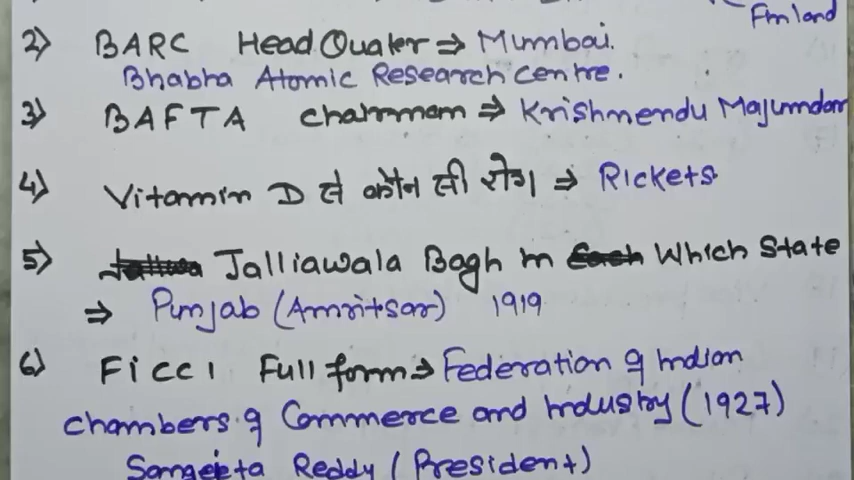 Finland
2) BARC Head Quater ⇒ Mumbai.
Bhabha Atomic Research Centre.
3) BAFTA Chairman ⇒ Krishnendu Majumdar
4) Vitamin D से कौन सी रोग ⇒ Rickets
5) Jalliawala Bagh in Which State
⇒ Punjab (Amritsar) 1919
6) FICCI Full form ⇒ Federation of Indian
Chambers of Commerce and Industry (1927)
Sangeeta Reddy (President)